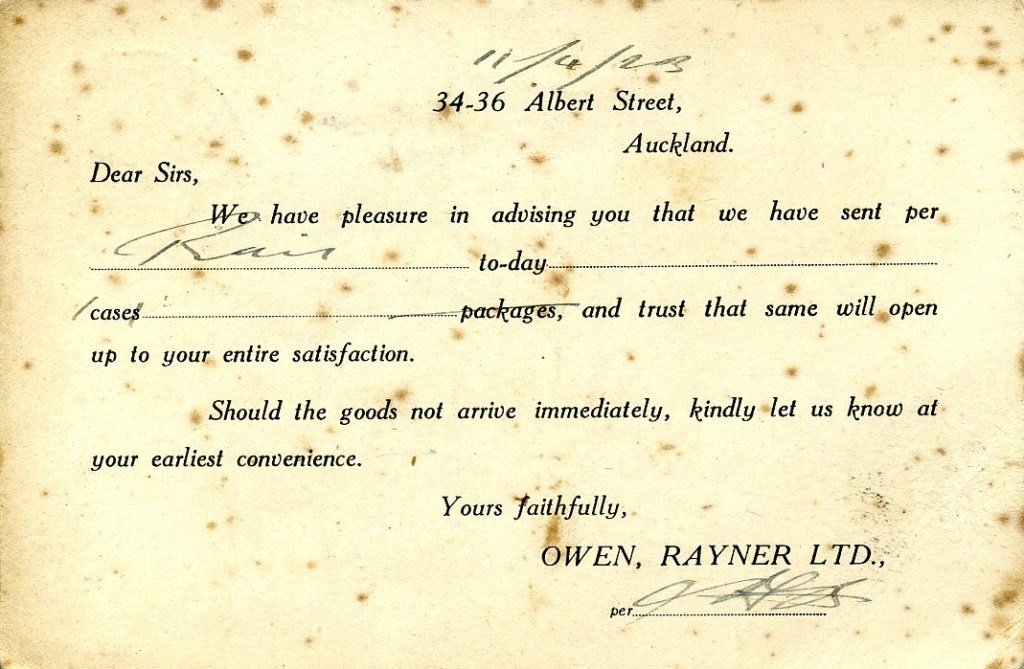 11/4/23
34-36 Albert Street,
Auckland.
Dear Sirs,
We have pleasure in advising you that we have sent per
Rail to-day
1 cases packages, and trust that same will open
up to your entire satisfaction.
Should the goods not arrive immediately, kindly let us know at
your earliest convenience.
Yours faithfully,
OWEN, RAYNER LTD.,
per